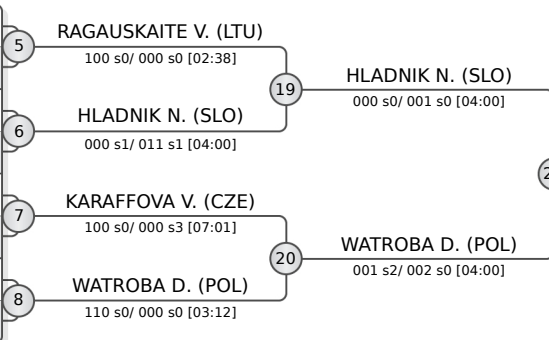 5
RAGAUSKAITE V. (LTU)
100 s0/ 000 s0 [02:38]
19
HLADNIK N. (SLO)
000 s0/ 001 s0 [04:00]
6
HLADNIK N. (SLO)
000 s1/ 011 s1 [04:00]
7
KARAFFOVA V. (CZE)
100 s0/ 000 s3 [07:01]
20
WATROBA D. (POL)
001 s2/ 002 s0 [04:00]
8
WATROBA D. (POL)
110 s0/ 000 s0 [03:12]